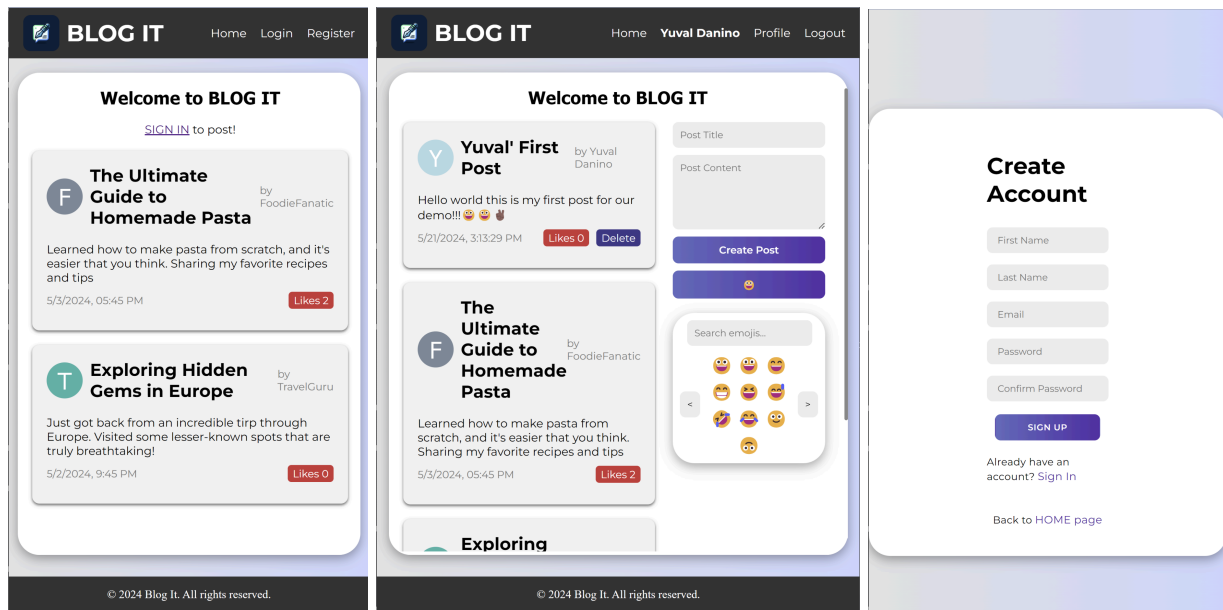 BLOG IT
Home Login Register
Welcome to BLOG IT
SIGN IN to post!
F
The Ultimate
Guide to
Homemade Pasta
by
FoodieFanatic
Learned how to make pasta from scratch, and it's
easier that you think. Sharing my favorite recipes
and tips
5/3/2024, 05:45 PM
Likes 2
T
Exploring Hidden
Gems in Europe
by
TravelGuru
Just got back from an incredible trip through
Europe. Visited some lesser-known spots that are
truly breathtaking!
5/2/2024, 9:45 PM
Likes 0
© 2024 Blog It. All rights reserved.
BLOG IT
Home Yuval Danino Profile Logout
Welcome to BLOG IT
Y
Yuval' First
Post
by Yuval
Danino
Hello world this is my first post for our
demo!!!😀 😀 ✌🏾
5/21/2024, 3:13:29 PM
Likes 0
Delete
F
The
Ultimate
Guide to
Homemade
Pasta
by
FoodieFanatic
Learned how to make pasta from
scratch, and it's easier that you think.
Sharing my favorite recipes and tips
5/3/2024, 05:45 PM
Likes 2
Exploring
Post Title
Post Content
Create Post
Search emojis...
<
>
© 2024 Blog It. All rights reserved.
Create
Account
First Name
Last Name
Email
Password
Confirm Password
SIGN UP
Already have an
account? Sign In
Back to HOME page